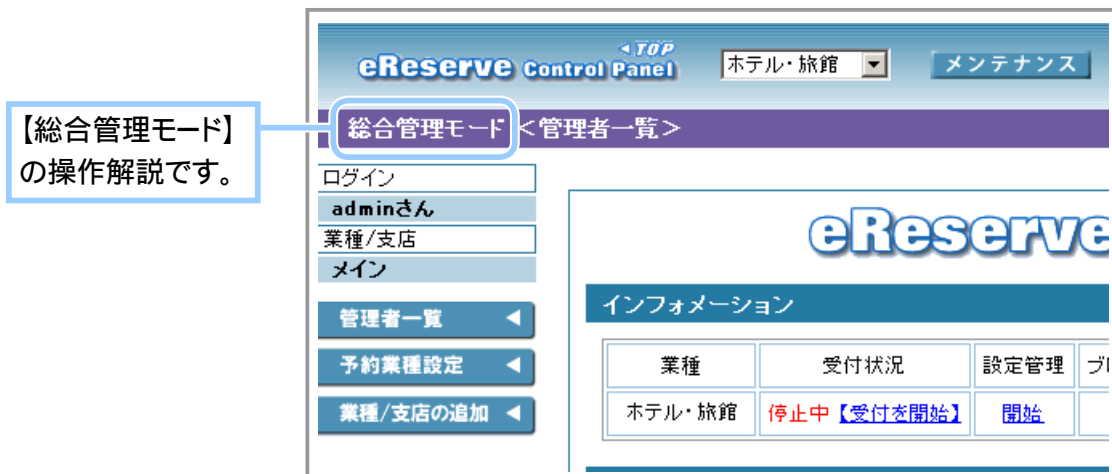 ◀TOP
eReserve Control Panel
ホテル・旅館
メンテナンス
【総合管理モード】
の操作解説です。
総合管理モード <管理者一覧>
ログイン
adminさん
業種/支店
メイン
管理者一覧
予約業種設定
業種/支店の追加
eReserve
インフォメーション
業種 受付状況 設定管理
ホテル・旅館 停止中【受付を開始】 開始